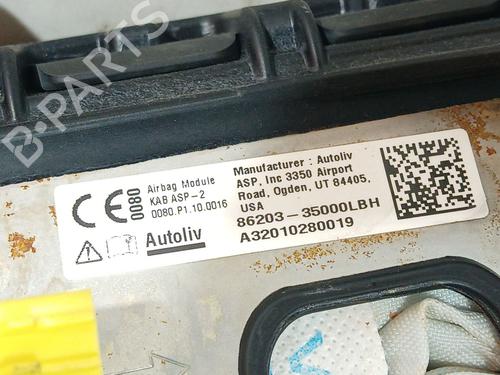 B-PARTS
CE 0080
Airbag Module
KAB ASP-2
0080.P1.10.0016
Autoliv
Manufacturer : Autoliv
ASP, Inc 3350 Airport
Road, Ogden, UT 84405,
USA
86203-35000LBH
A32010280019